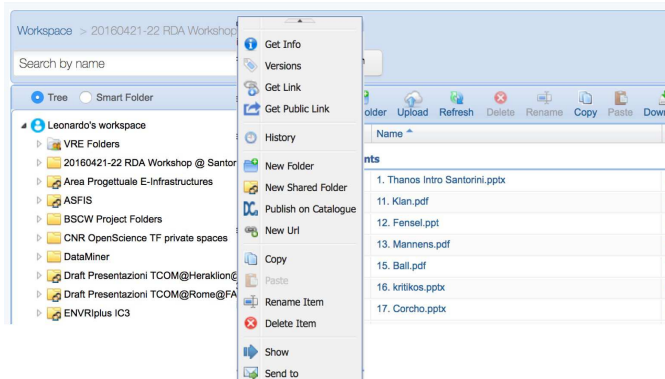 Workspace > 20160421-22 RDA Workshop
Search by name
Tree
Smart Folder
Leonardo's workspace
VRE Folders
20160421-22 RDA Workshop @ Santor
Area Progettuale E-Infrastructures
ASFIS
BSCW Project Folders
CNR OpenScience TF private spaces
DataMiner
Draft Presentazioni TCOM@Heraklion@
Draft Presentazioni TCOM@Rome@FA
ENVRIplus IC3
Get Info
Versions
Get Link
Get Public Link
History
New Folder
New Shared Folder
Publish on Catalogue
New Url
Copy
Paste
Rename Item
Delete Item
Show
Send to
older
Upload
Refresh
Delete
Rename
Copy
Paste
Down
Name
nts
1. Thanos Intro Santorini.pptx
11. Klan.pdf
12. Fensel.ppt
13. Mannens.pdf
15. Ball.pdf
16. kritikos.pptx
17. Corcho.pptx